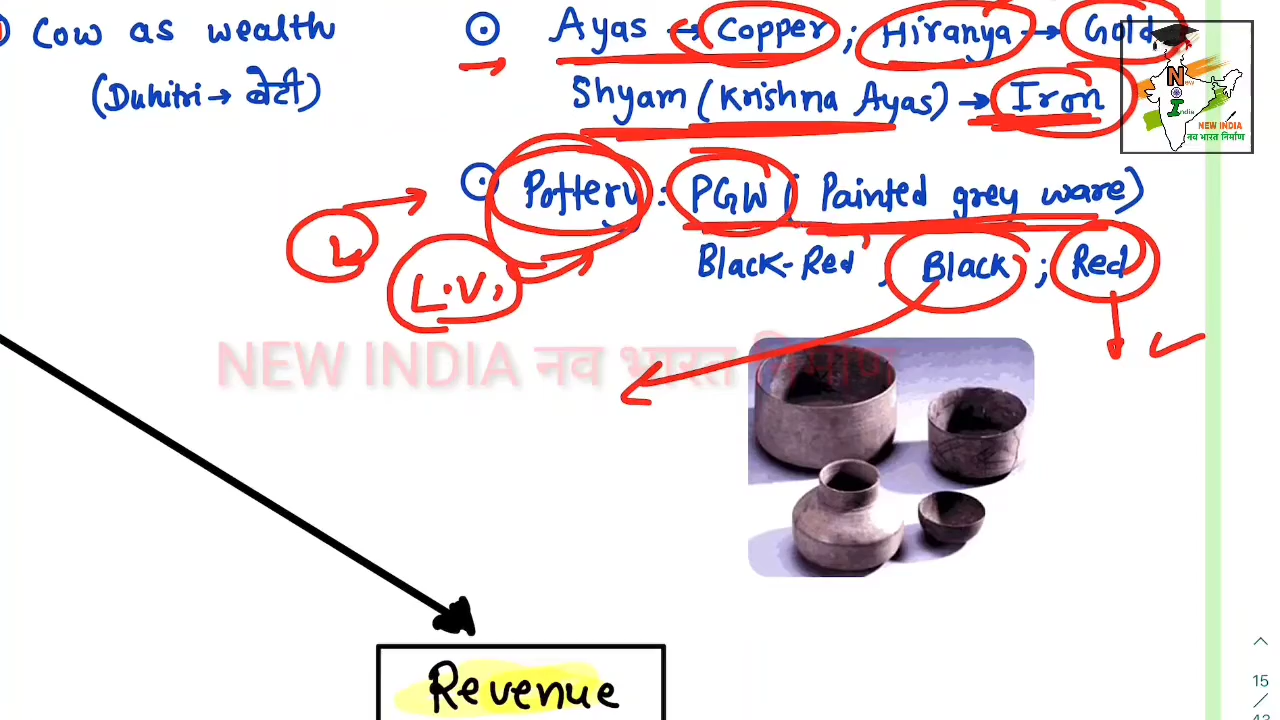 Cow as wealth
(Duhitri → बेटी)
Ayas → Copper ; Hiranya → Gold
Shyam (Krishna Ayas) → Iron
Pottery : PGW ( Painted grey ware)
Black-Red , Black ; Red
L
L.V.
NEW INDIA नव भारत निर्माण
Revenue
N
I
ndia
NEW INDIA
नव भारत निर्माण
15
/